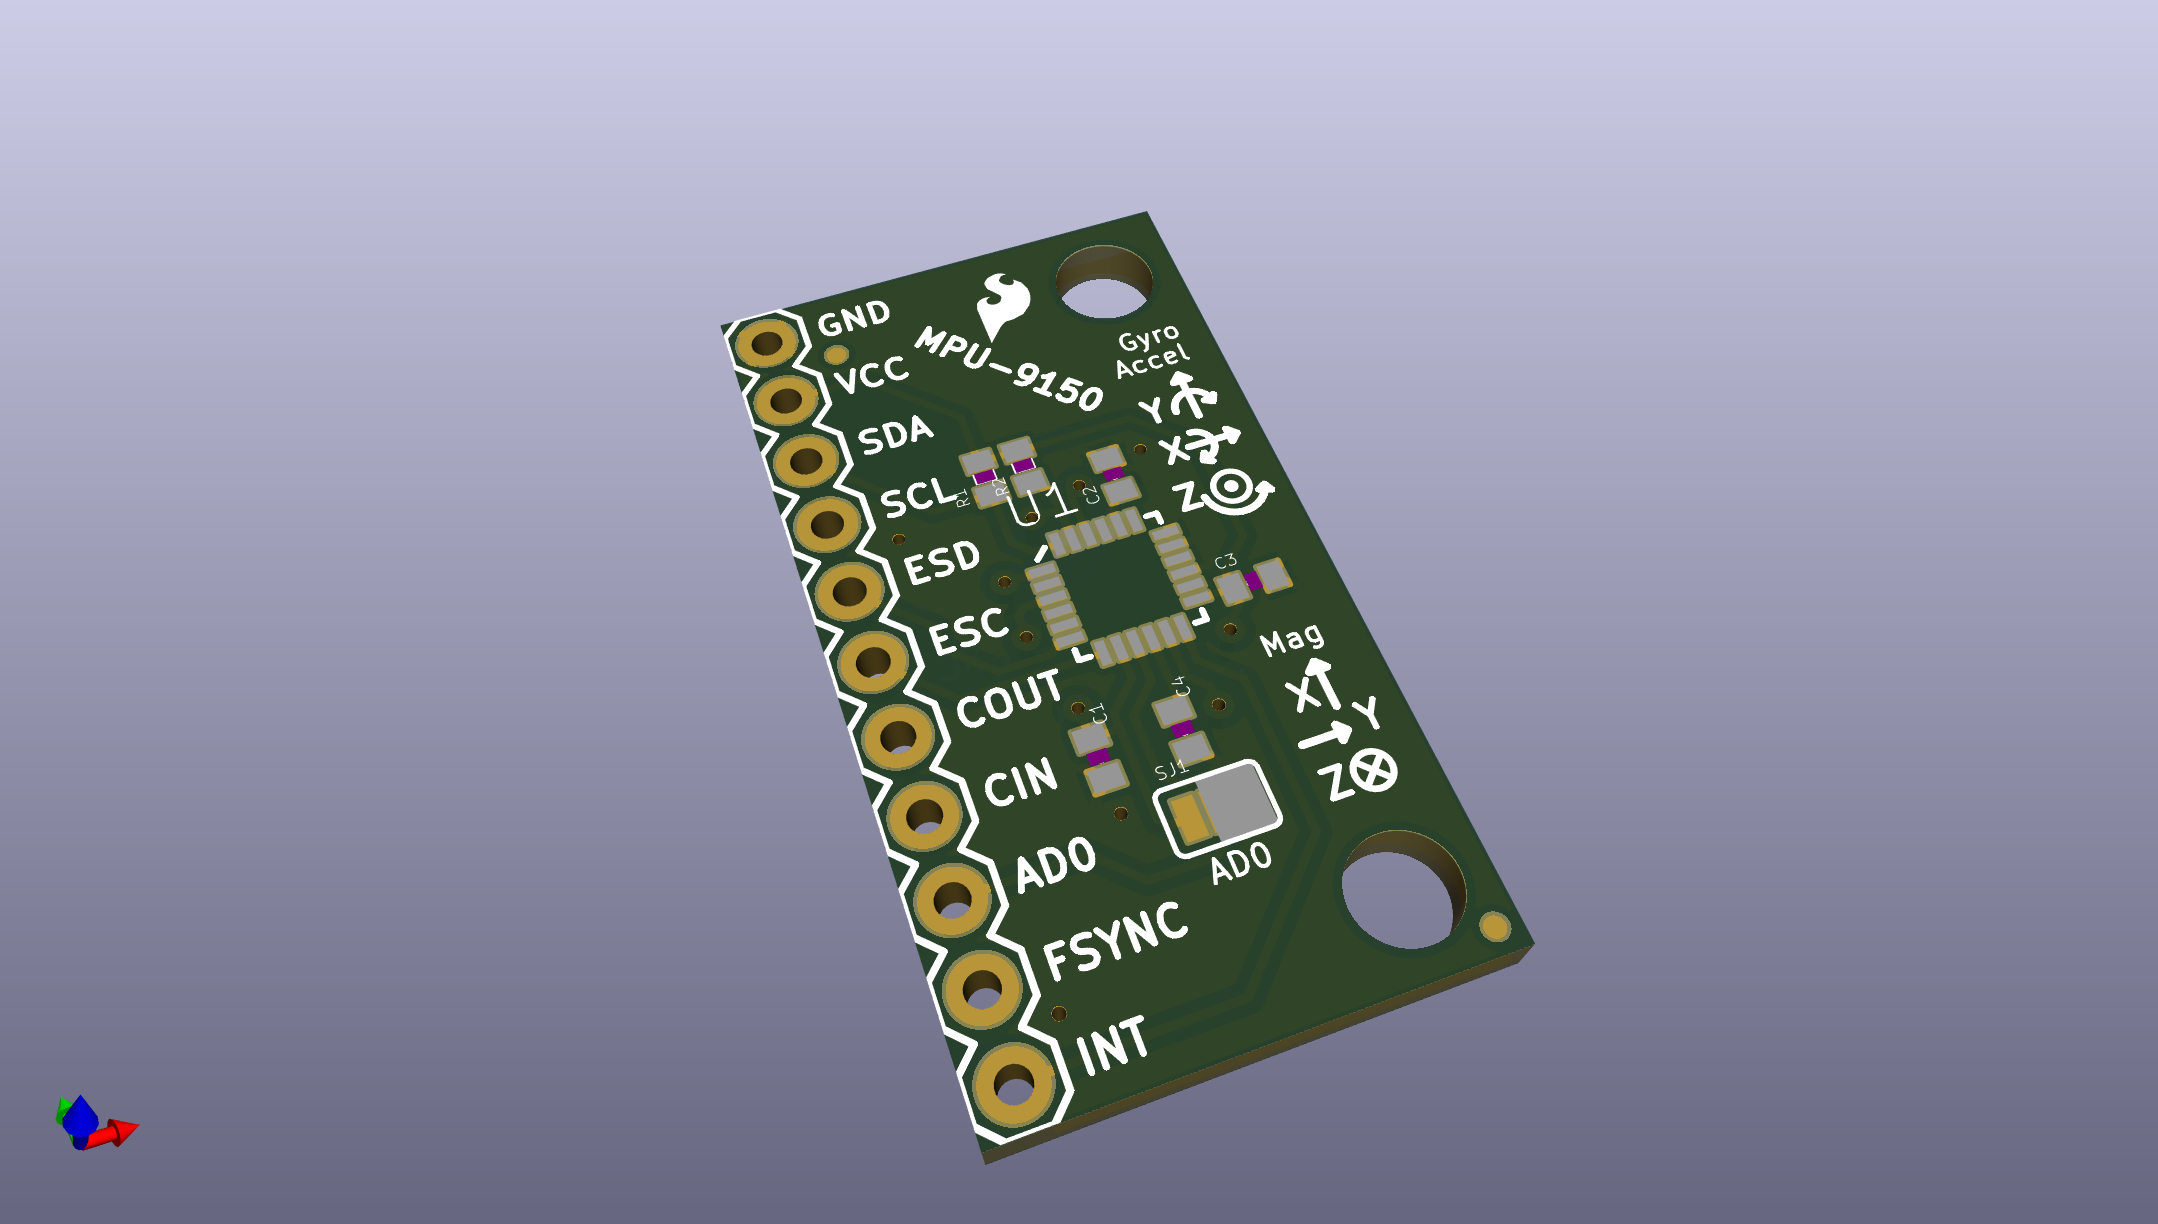 GND
VCC
SDA
SCL
ESD
ESC
COUT
CIN
AD0
FSYNC
INT
MPU-9150
Gyro
Accel
Y
X
Z
R1
R2
C2
U1
C3
Mag
X
Y
Z
C1
C4
SJ1
AD0